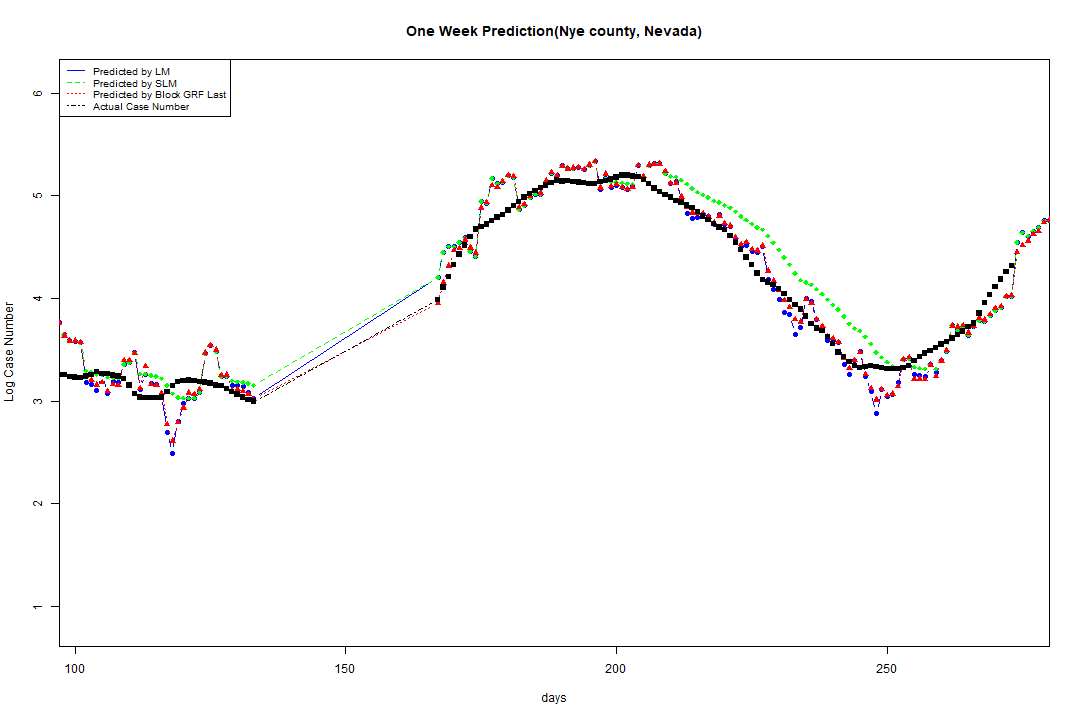 One Week Prediction(Nye county, Nevada)
Predicted by LM
Predicted by SLM
Predicted by Block GRF Last
Actual Case Number
6
5
4
3
2
1
Log Case Number
100 150 200 250
days